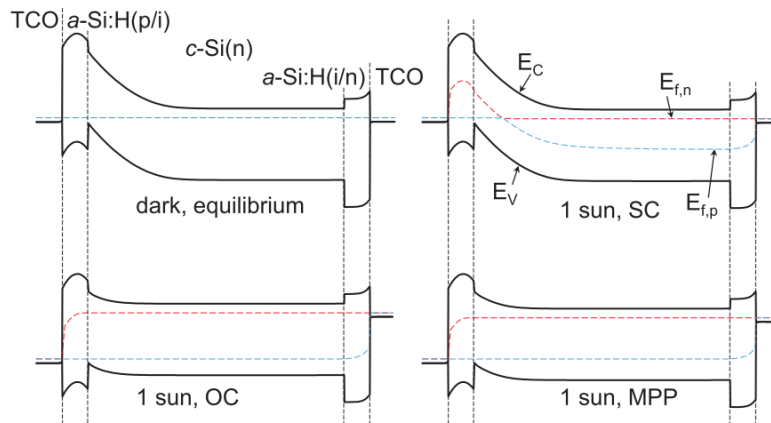 TCO a-Si:H(p/i)
c-Si(n)
a-Si:H(i/n) TCO
dark, equilibrium
E_C
E_f,n
E_V
E_f,p
1 sun, SC
1 sun, OC
1 sun, MPP